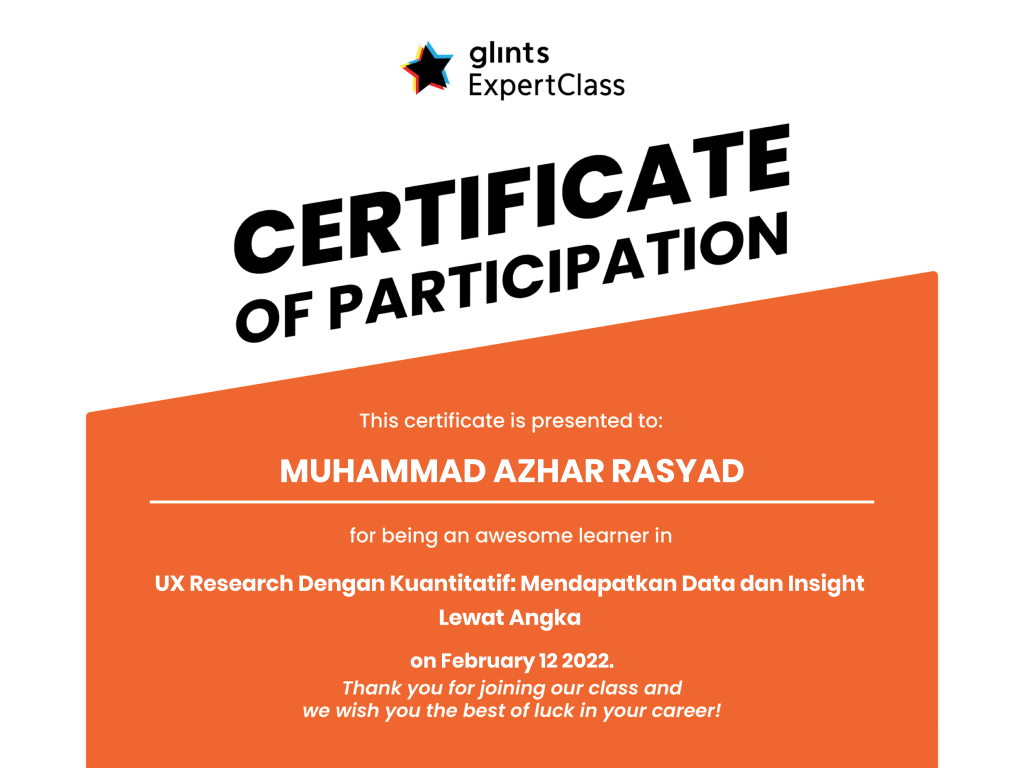 glints
ExpertClass
CERTIFICATE
OF PARTICIPATION
This certificate is presented to:
MUHAMMAD AZHAR RASYAD
for being an awesome learner in
UX Research Dengan Kuantitatif: Mendapatkan Data dan Insight
Lewat Angka
on February 12 2022.
Thank you for joining our class and
we wish you the best of luck in your career!